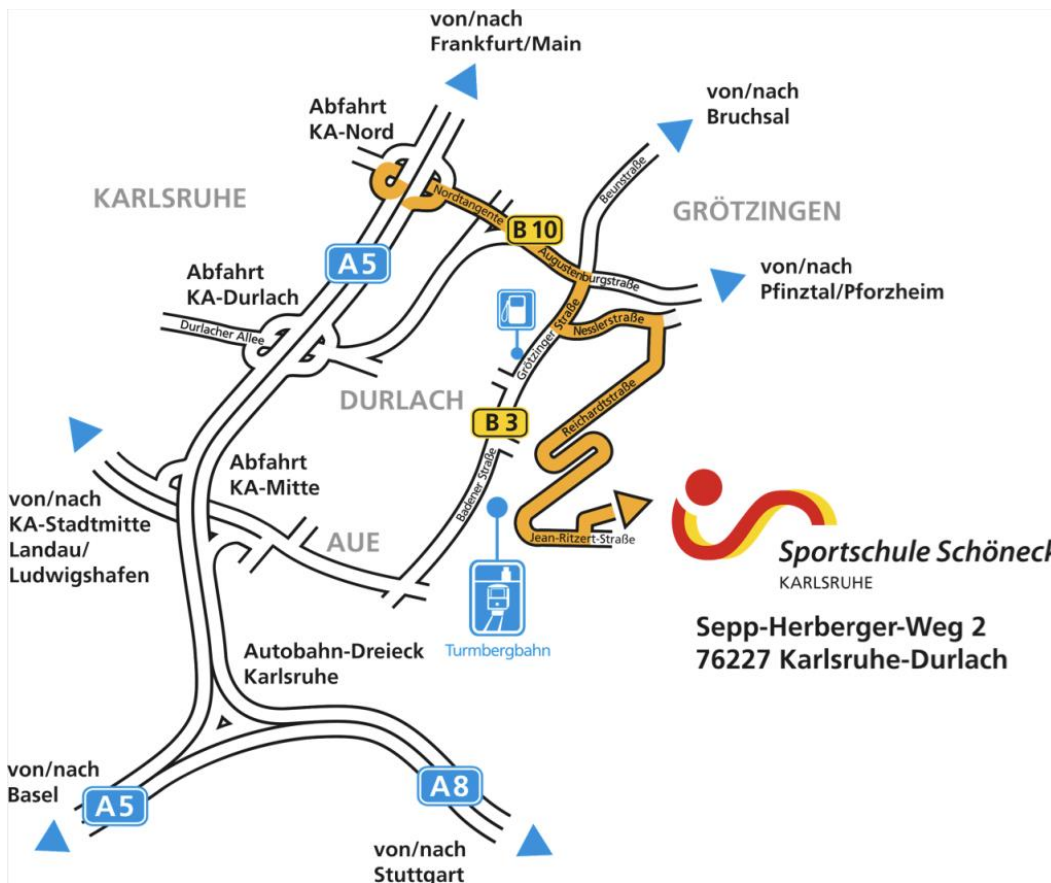 von/nach
Frankfurt/Main
Abfahrt
KA-Nord
von/nach
Bruchsal
KARLSRUHE
Nordtangente
Beunstraße
GRÖTZINGEN
B 10
Augustenburgstraße
A 5
von/nach
Pfinztal/Pforzheim
Abfahrt
KA-Durlach
Durlacher Allee
Grötzinger Straße
Nesslerstraße
DURLACH
B 3
Reichardtstraße
Abfahrt
KA-Mitte
Badener Straße
von/nach
KA-Stadtmitte
Landau/
Ludwigshafen
AUE
Jean-Ritzert-Straße
Sportschule Schöneck
KARLSRUHE
Turmbergbahn
Sepp-Herberger-Weg 2
76227 Karlsruhe-Durlach
Autobahn-Dreieck
Karlsruhe
von/nach
Basel
A 5
A 8
von/nach
Stuttgart